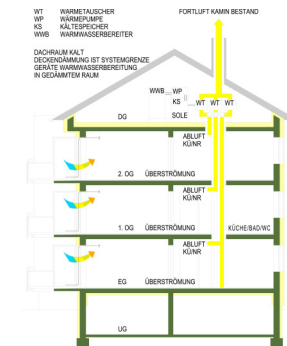 WT WARMETAUSCHER
WP WÄRMEPUMPE
KS KÄLTESPEICHER
WWB WARMWASSERBEREITER
FORTLUFT KAMIN BESTAND
DACHRAUM KALT
DECKENDÄMMUNG IST SYSTEMGRENZE
GERÄTE WARMWASSERBEREITUNG
IN GEDÄMMTEM RAUM
WWB WP
KS WT WT WT
DG SOLE
ABLUFT
KÜ/NR
2. OG ÜBERSTRÖMUNG
ABLUFT
KÜ/NR
1. OG ÜBERSTRÖMUNG KÜCHE/BAD/WC
ABLUFT
KÜ/NR
EG ÜBERSTRÖMUNG
UG